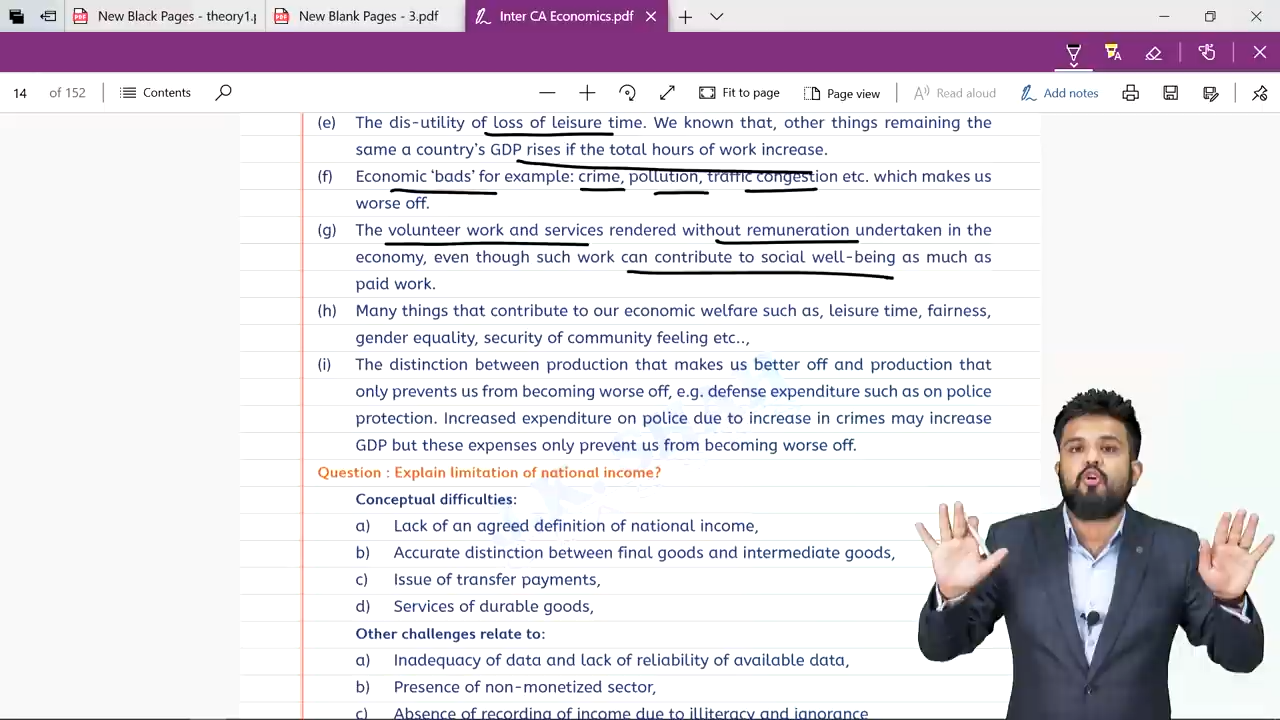 New Black Pages - theory1.p
New Blank Pages - 3.pdf
Inter CA Economics.pdf
14 of 152
Contents
Fit to page
Page view
Read aloud
Add notes
(e) The dis-utility of loss of leisure time. We known that, other things remaining the
same a country's GDP rises if the total hours of work increase.
(f) Economic 'bads' for example: crime, pollution, traffic congestion etc. which makes us
worse off.
(g) The volunteer work and services rendered without remuneration undertaken in the
economy, even though such work can contribute to social well-being as much as
paid work.
(h) Many things that contribute to our economic welfare such as, leisure time, fairness,
gender equality, security of community feeling etc..,
(i) The distinction between production that makes us better off and production that
only prevents us from becoming worse off, e.g. defense expenditure such as on police
protection. Increased expenditure on police due to increase in crimes may increase
GDP but these expenses only prevent us from becoming worse off.
Question : Explain limitation of national income?
Conceptual difficulties:
a) Lack of an agreed definition of national income,
b) Accurate distinction between final goods and intermediate goods,
c) Issue of transfer payments,
d) Services of durable goods,
Other challenges relate to:
a) Inadequacy of data and lack of reliability of available data,
b) Presence of non-monetized sector,
c) Absence of recording of income due to illiteracy and ignorance